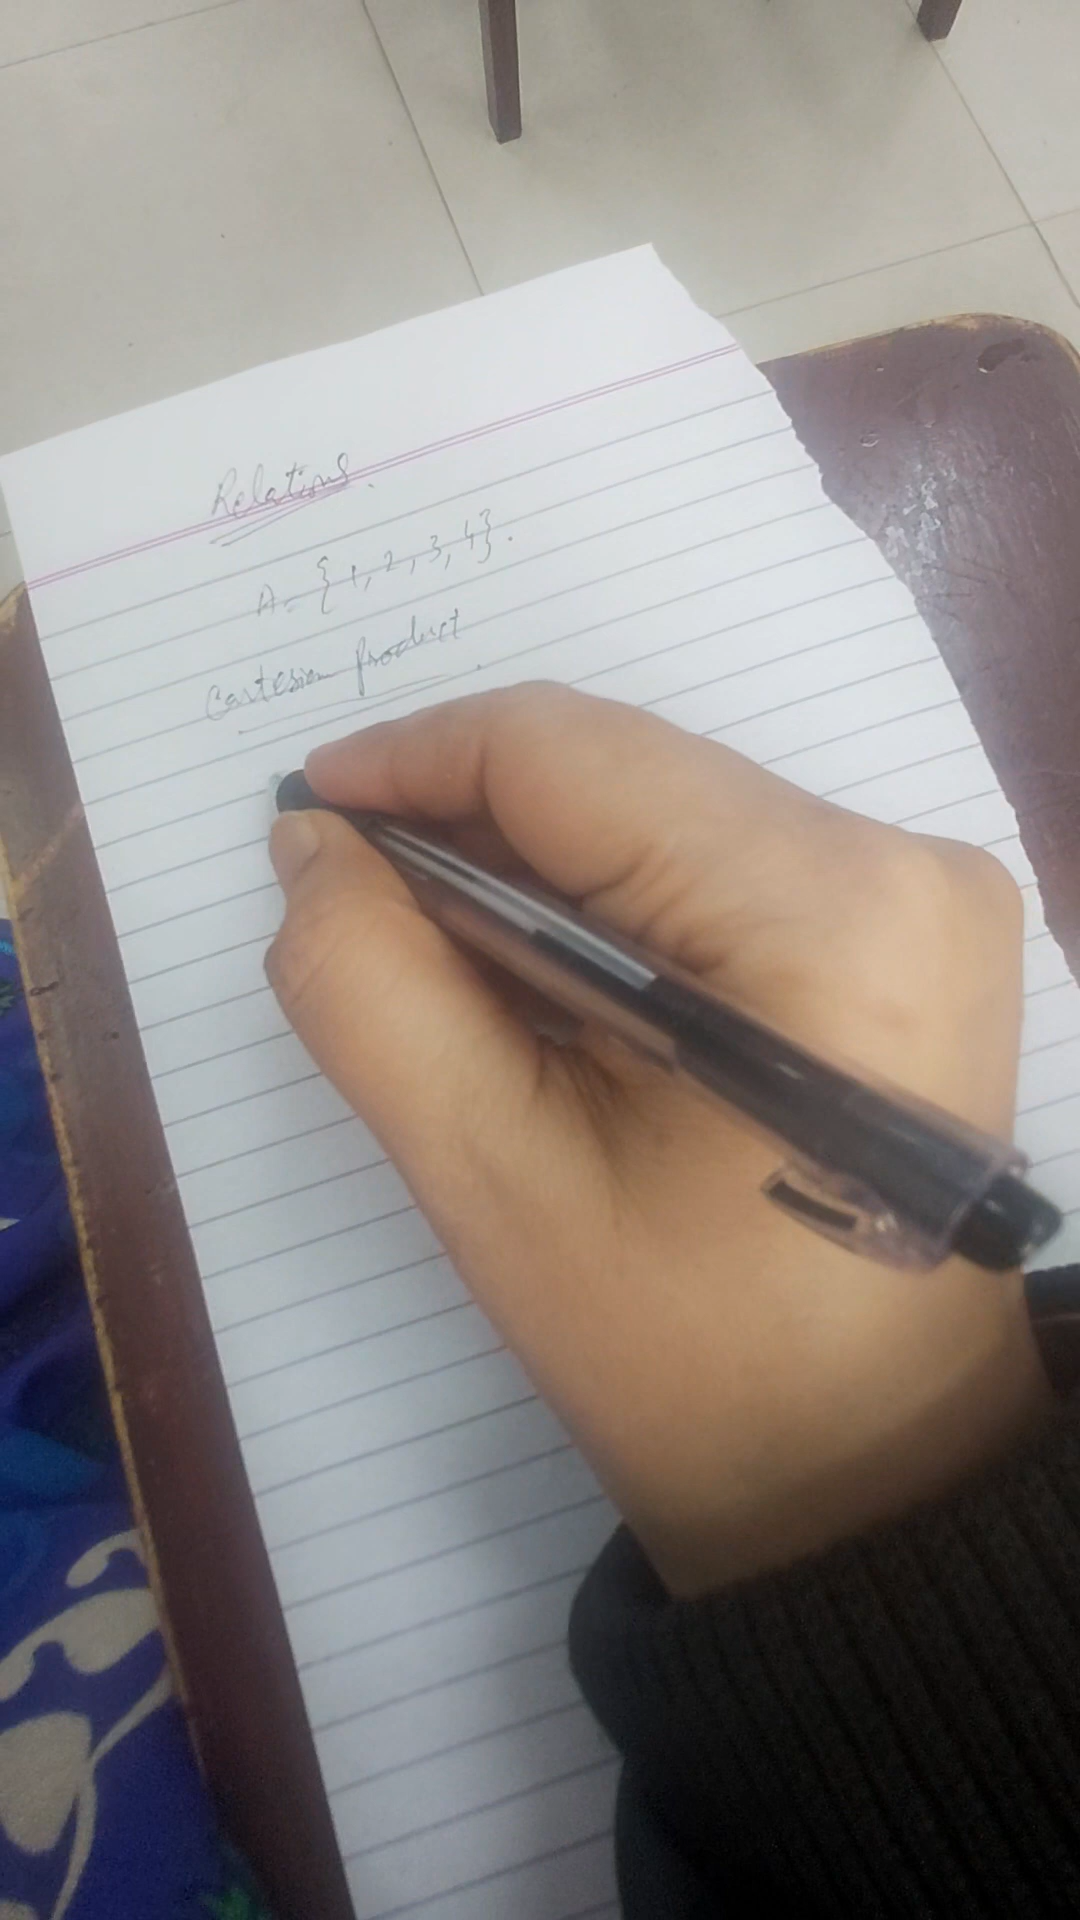 Relations.
A = {1, 2, 3, 4}.
Cartesian product